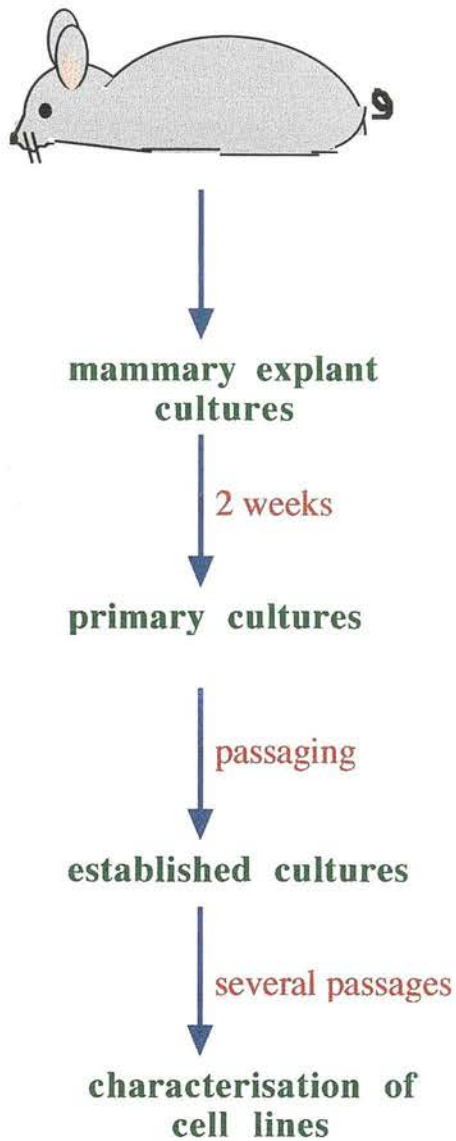 mammary explant
cultures
2 weeks
primary cultures
passaging
established cultures
several passages
characterisation of
cell lines